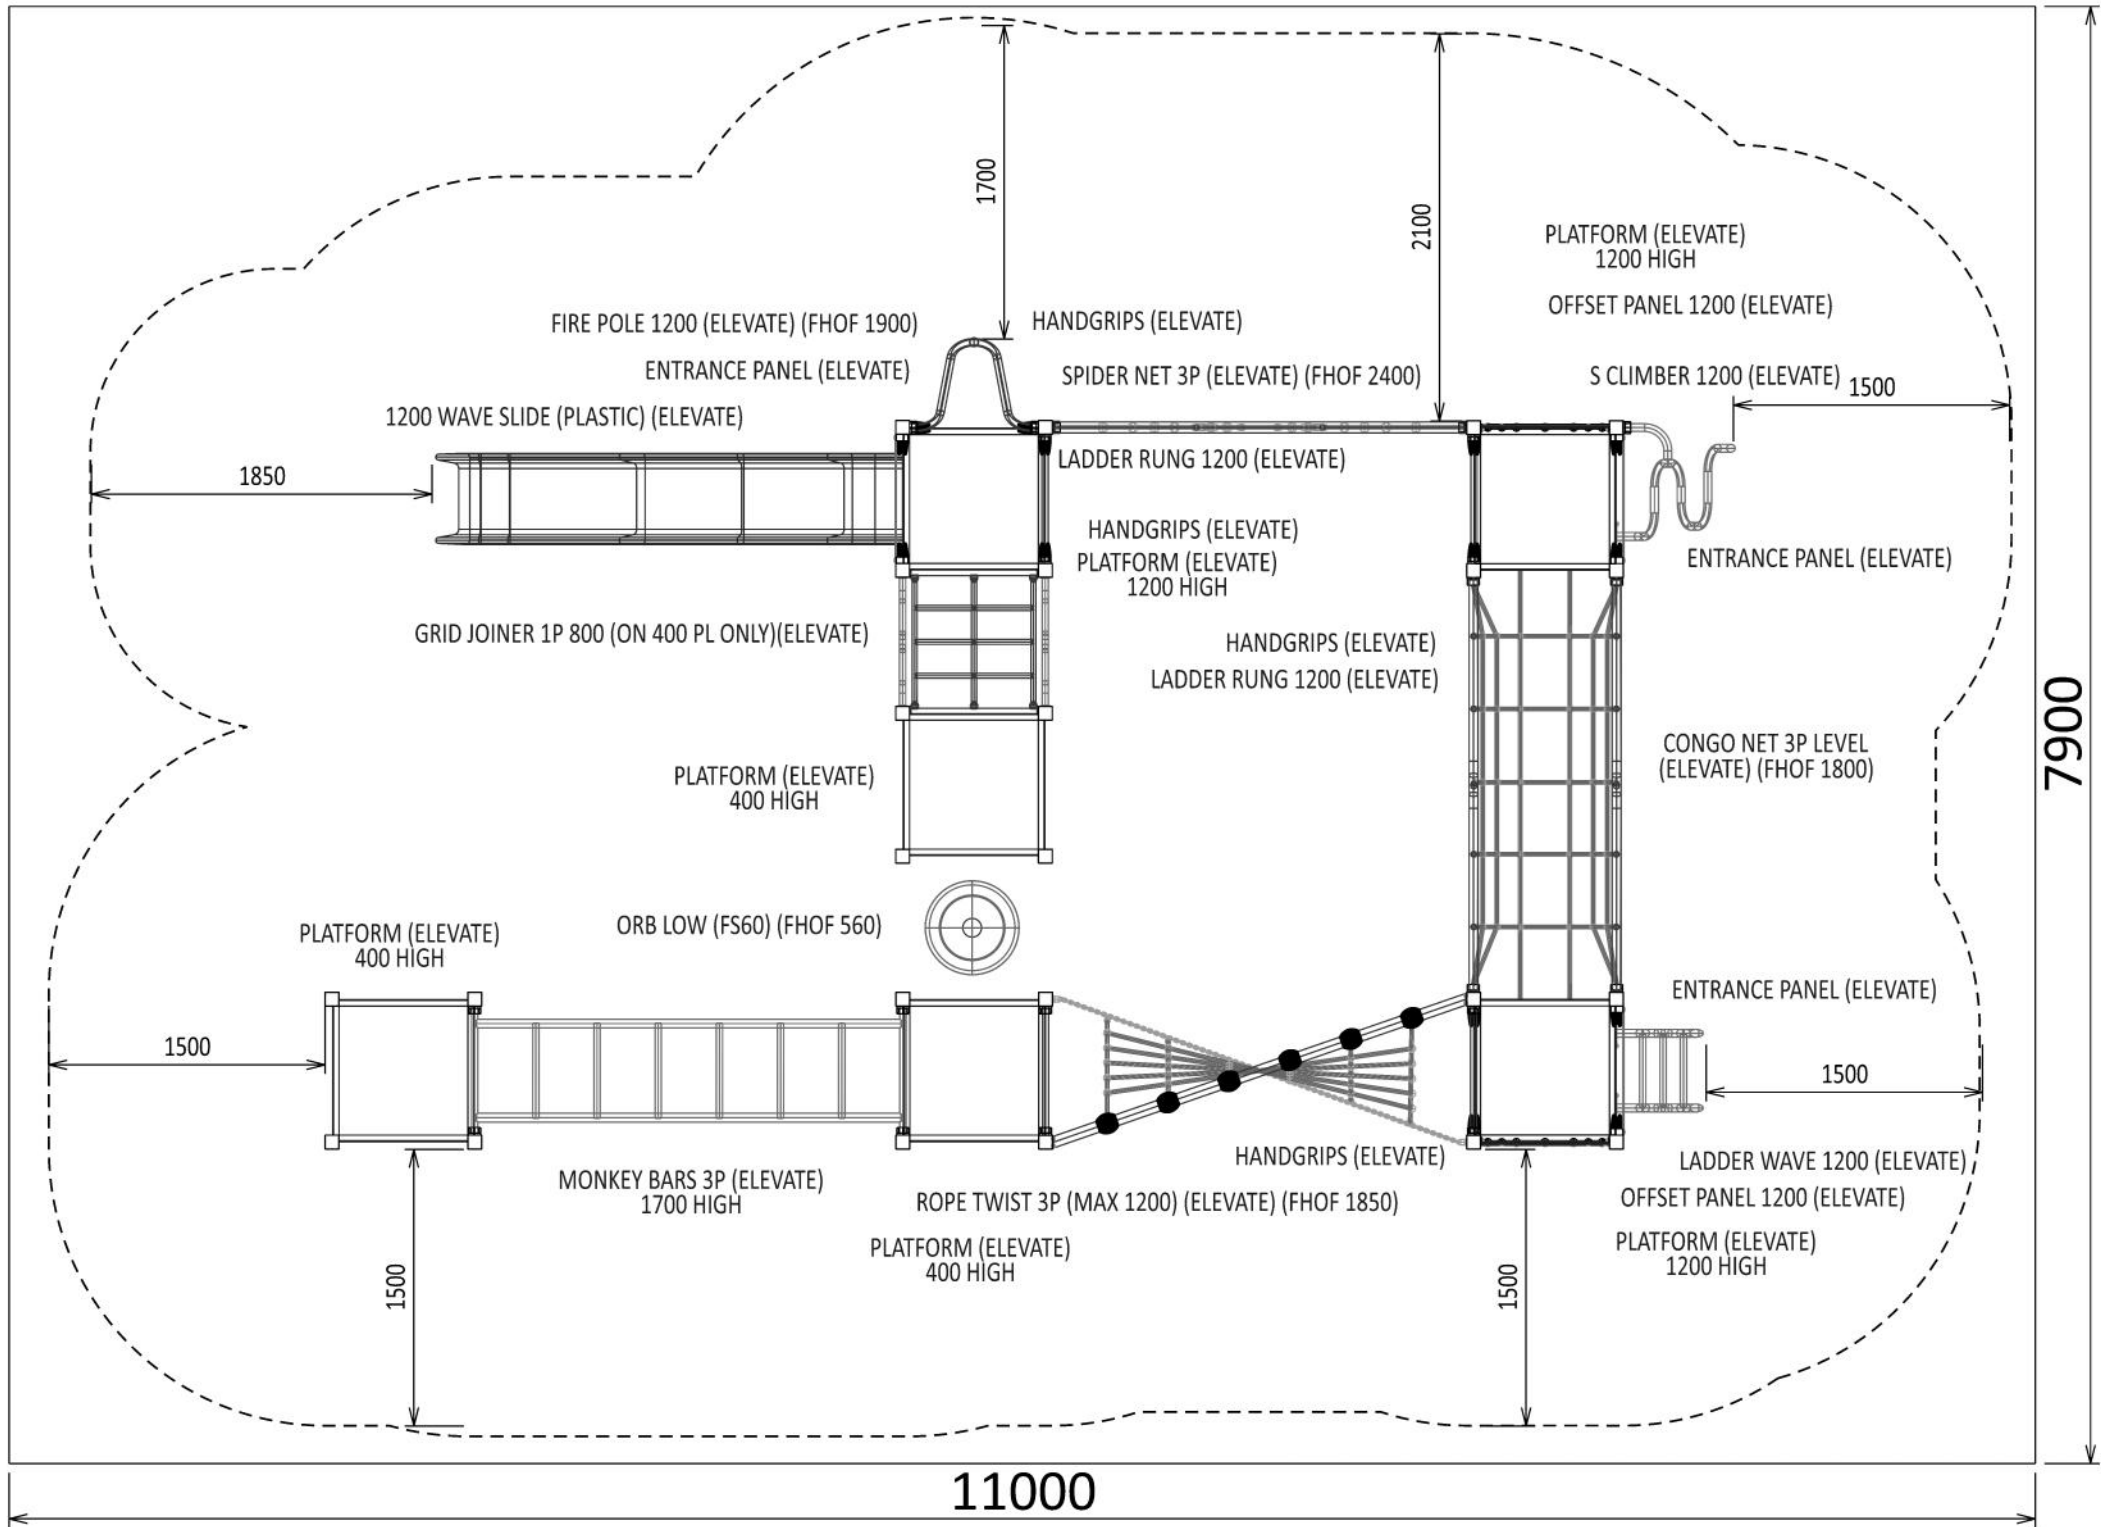 1700
2100
PLATFORM (ELEVATE)
1200 HIGH
OFFSET PANEL 1200 (ELEVATE)
FIRE POLE 1200 (ELEVATE) (FHOF 1900)
HANDGRIPS (ELEVATE)
ENTRANCE PANEL (ELEVATE)
SPIDER NET 3P (ELEVATE) (FHOF 2400)
S CLIMBER 1200 (ELEVATE)
1500
1200 WAVE SLIDE (PLASTIC) (ELEVATE)
LADDER RUNG 1200 (ELEVATE)
1850
HANDGRIPS (ELEVATE)
PLATFORM (ELEVATE)
1200 HIGH
ENTRANCE PANEL (ELEVATE)
GRID JOINER 1P 800 (ON 400 PL ONLY)(ELEVATE)
HANDGRIPS (ELEVATE)
LADDER RUNG 1200 (ELEVATE)
7900
CONGO NET 3P LEVEL
(ELEVATE) (FHOF 1800)
PLATFORM (ELEVATE)
400 HIGH
ORB LOW (FS60) (FHOF 560)
PLATFORM (ELEVATE)
400 HIGH
ENTRANCE PANEL (ELEVATE)
1500
1500
HANDGRIPS (ELEVATE)
LADDER WAVE 1200 (ELEVATE)
MONKEY BARS 3P (ELEVATE)
1700 HIGH
ROPE TWIST 3P (MAX 1200) (ELEVATE) (FHOF 1850)
OFFSET PANEL 1200 (ELEVATE)
PLATFORM (ELEVATE)
400 HIGH
PLATFORM (ELEVATE)
1200 HIGH
1500
1500
11000